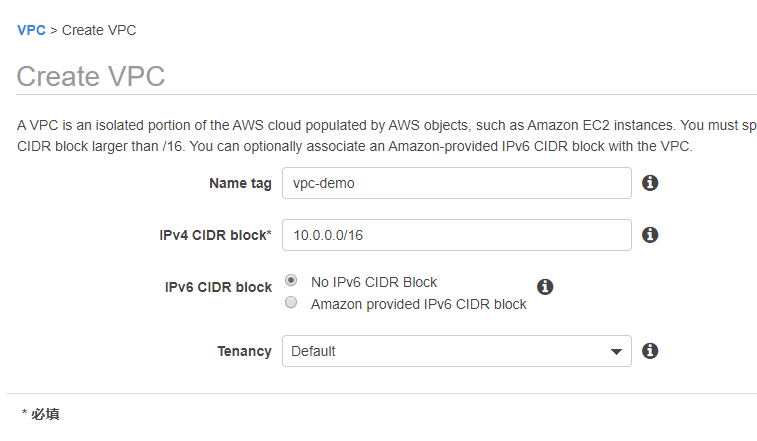 VPC > Create VPC
Create VPC
A VPC is an isolated portion of the AWS cloud populated by AWS objects, such as Amazon EC2 instances. You must sp
CIDR block larger than /16. You can optionally associate an Amazon-provided IPv6 CIDR block with the VPC.
Name tag vpc-demo
IPv4 CIDR block* 10.0.0.0/16
IPv6 CIDR block No IPv6 CIDR Block
Amazon provided IPv6 CIDR block
Tenancy Default
* 必填